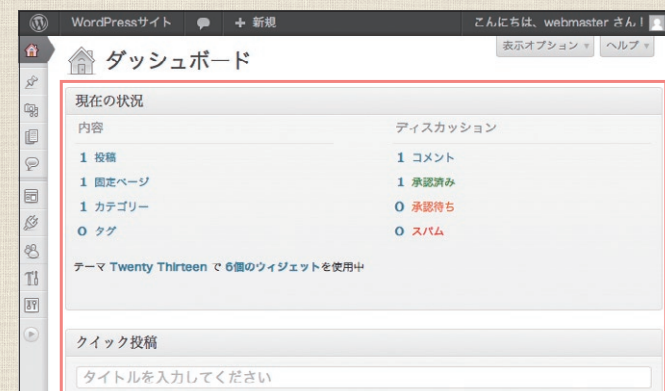 WordPressサイト + 新規 こんにちは、webmaster さん！
表示オプション ヘルプ
ダッシュボード
現在の状況
内容 ディスカッション
1 投稿 1 コメント
1 固定ページ 1 承認済み
1 カテゴリー 0 承認待ち
0 タグ 0 スパム
テーマ Twenty Thirteen で 6個のウィジェットを使用中
クイック投稿
タイトルを入力してください